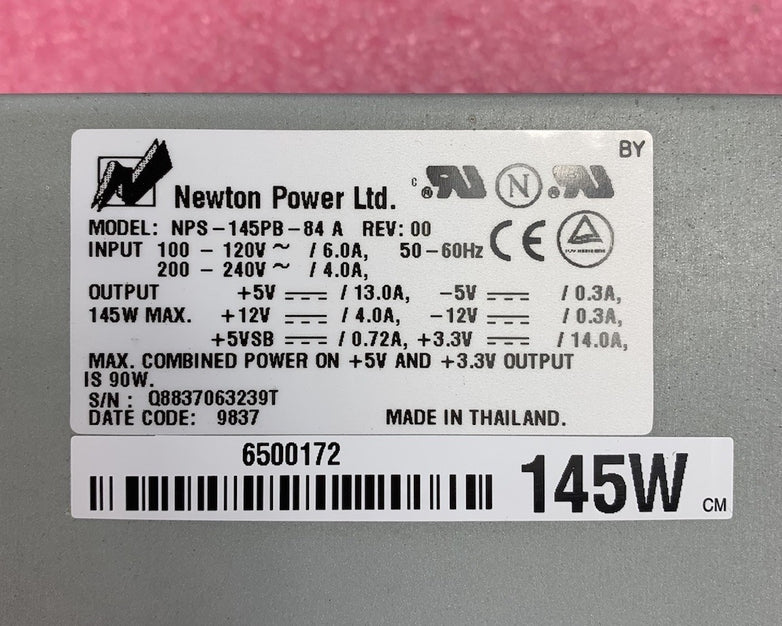 BY
Newton Power Ltd.
c RU N RU
MODEL: NPS-145PB-84 A REV: 00
INPUT 100 - 120V ~ / 6.0A, 50-60Hz CE
200 - 240V ~ / 4.0A,
OUTPUT +5V ⎓ / 13.0A, -5V ⎓ / 0.3A,
145W MAX. +12V ⎓ / 4.0A, -12V ⎓ / 0.3A,
+5VSB ⎓ / 0.72A, +3.3V ⎓ / 14.0A,
MAX. COMBINED POWER ON +5V AND +3.3V OUTPUT
IS 90W.
S/N : Q8837063239T
DATE CODE: 9837 MADE IN THAILAND.
6500172
145W CM